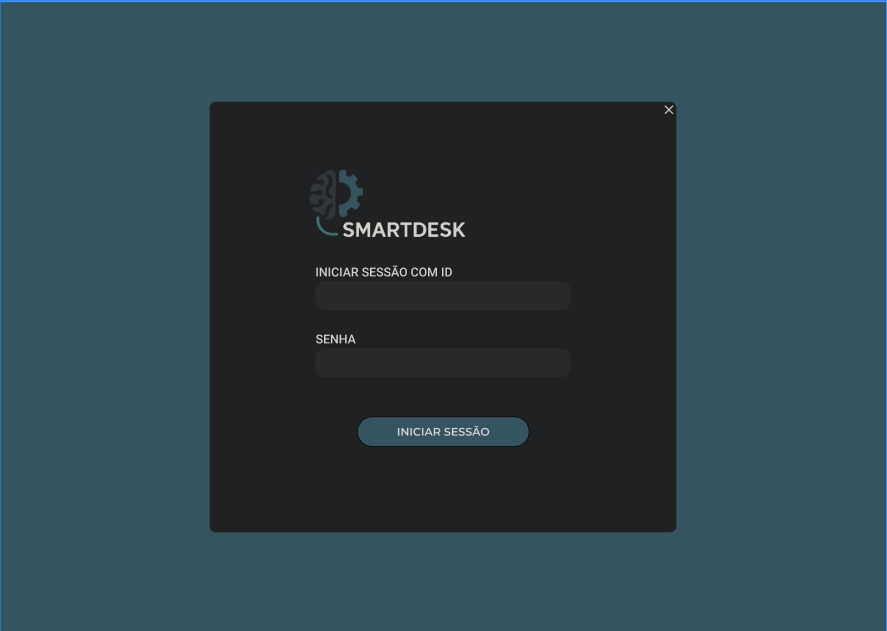 SMARTDESK
INICIAR SESSÃO COM ID
SENHA
INICIAR SESSÃO